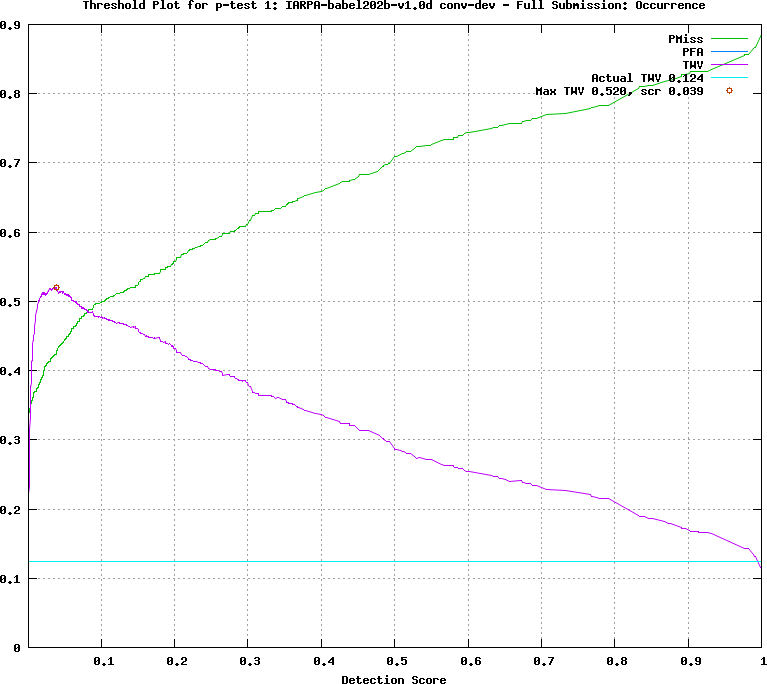 Threshold Plot for p-test 1: IARPA-babel202b-v1.0d conv-dev - Full Submission: Occurrence
0.9
PMiss
PFA
TWV
Actual TWV 0.124
Max TWV 0.520, scr 0.039
0.8
0.7
0.6
0.5
0.4
0.3
0.2
0.1
0
0.1 0.2 0.3 0.4 0.5 0.6 0.7 0.8 0.9 1
Detection Score